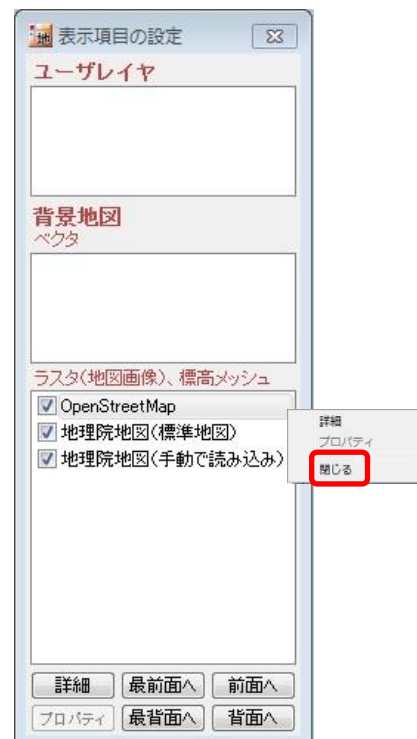 地 表示項目の設定
ユーザレイヤ
背景地図
ベクタ
ラスタ(地図画像)、標高メッシュ
OpenStreetMap
地理院地図(標準地図)
地理院地図(手動で読み込み)
詳細
プロパティ
閉じる
詳細 最前面へ 前面へ
プロパティ 最背面へ 背面へ